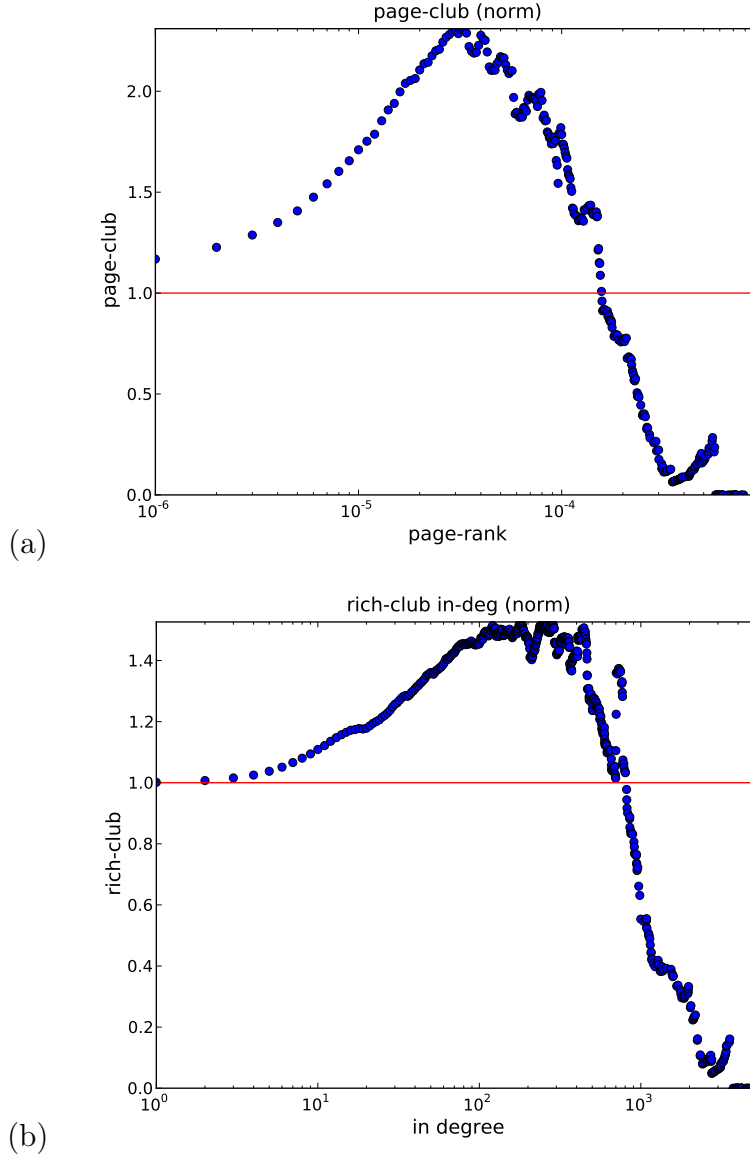 page-club (norm)
page-club
2.0
1.5
1.0
0.5
0.0
10^-6
10^-5
10^-4
page-rank
(a)
rich-club in-deg (norm)
rich-club
1.4
1.2
1.0
0.8
0.6
0.4
0.2
0.0
10^0
10^1
10^2
10^3
in degree
(b)